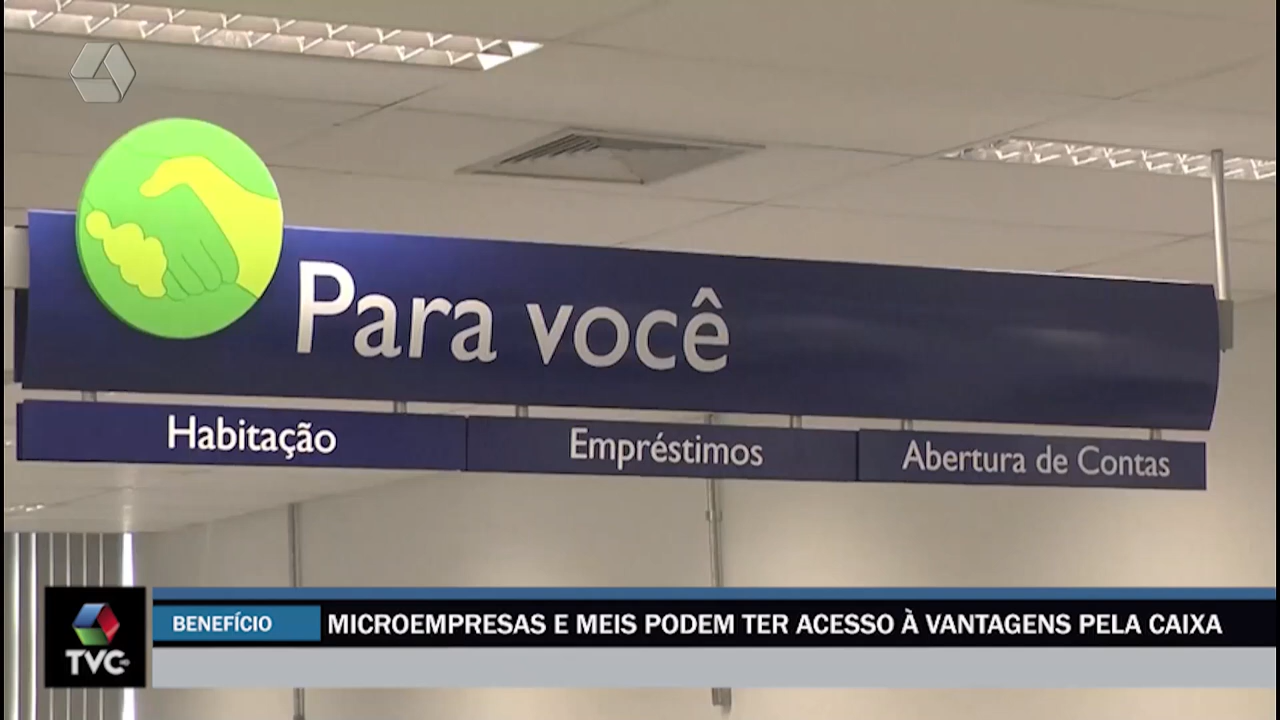 Para você
Habitação
Empréstimos
Abertura de Contas
BENEFÍCIO
MICROEMPRESAS E MEIS PODEM TER ACESSO À VANTAGENS PELA CAIXA
TVC